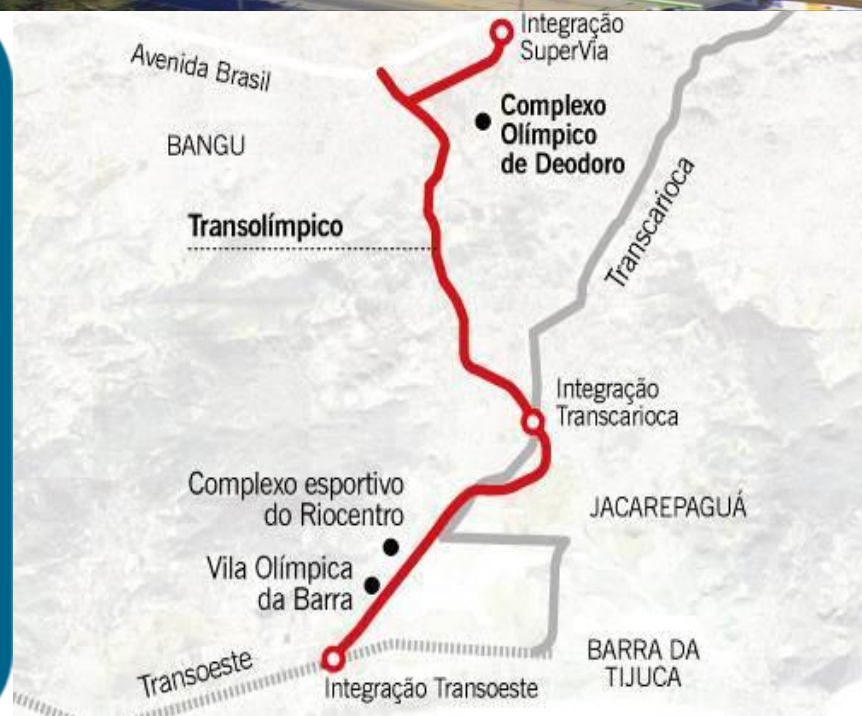 Integração
SuperVia
Avenida Brasil
Complexo
Olímpico
de Deodoro
BANGU
Transcarioca
Transolímpico
Integração
Transcarioca
Complexo esportivo
do Riocentro
JACAREPAGUÁ
Vila Olímpica
da Barra
BARRA DA
TIJUCA
Transoeste
Integração Transoeste